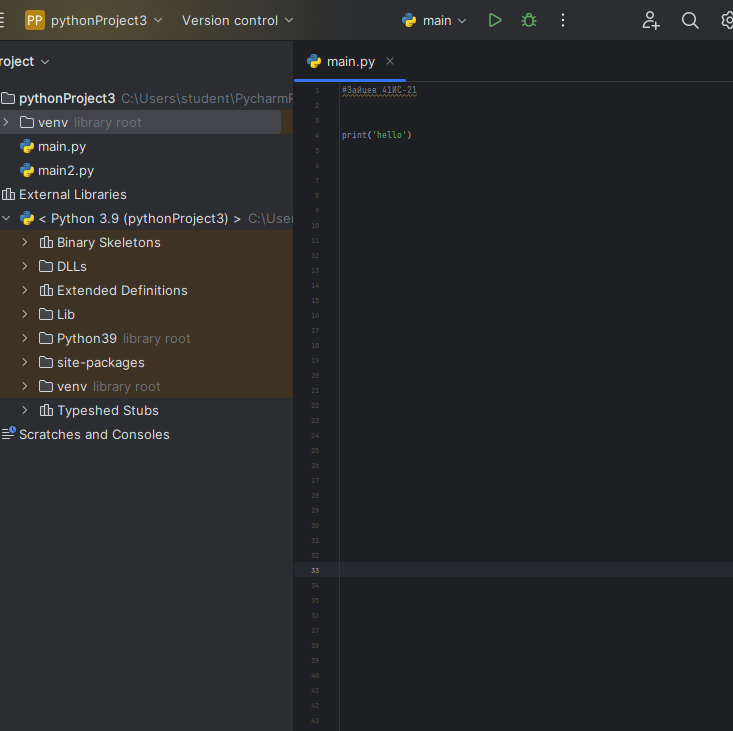 PP pythonProject3 Version control main
roject
main.py
pythonProject3 C:\Users\student\PycharmP
venv library root
main.py
main2.py
External Libraries
< Python 3.9 (pythonProject3) > C:\User
Binary Skeletons
DLLs
Extended Definitions
Lib
Python39 library root
site-packages
venv library root
Typeshed Stubs
Scratches and Consoles
1 #Зайцев 41ИС-21
2
3
4 print('hello')
5
6
7
8
9
10
11
12
13
14
15
16
17
18
19
20
21
22
23
24
25
26
27
28
29
30
31
32
33
34
35
36
37
38
39
40
41
42
43